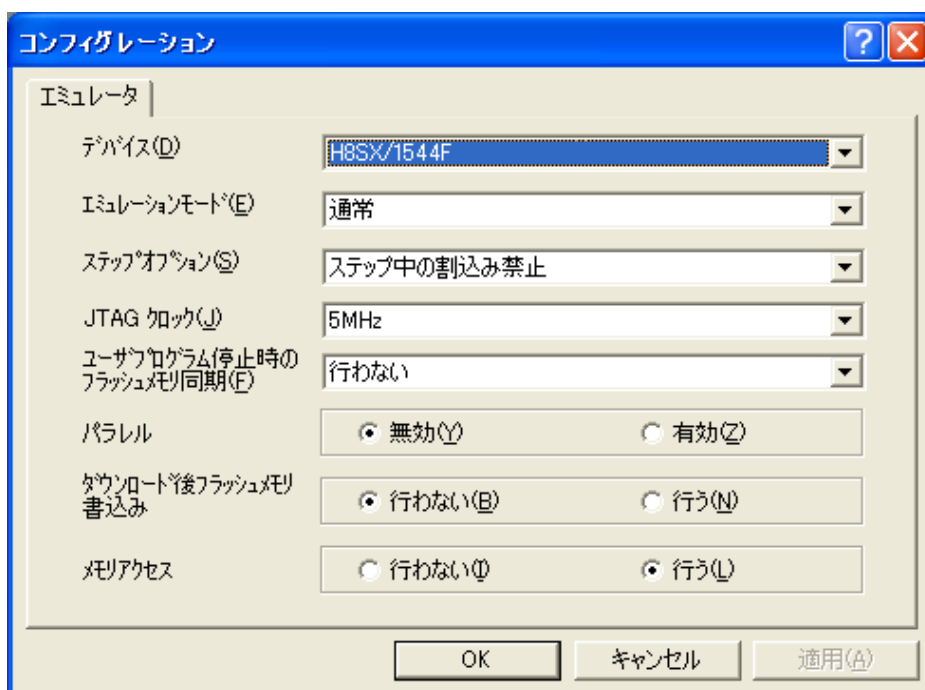 コンフィグレーション
エミュレータ
デバイス(D)
H8SX/1544F
エミュレーションモード(E)
通常
ステップオプション(S)
ステップ中の割込み禁止
JTAG クロック(J)
5MHz
ユーザプログラム停止時の
フラッシュメモリ同期(F)
行わない
パラレル
無効(Y) 有効(Z)
ダウンロード後フラッシュメモリ
書込み
行わない(B) 行う(N)
メモリアクセス
行わない(I) 行う(L)
OK キャンセル 適用(A)